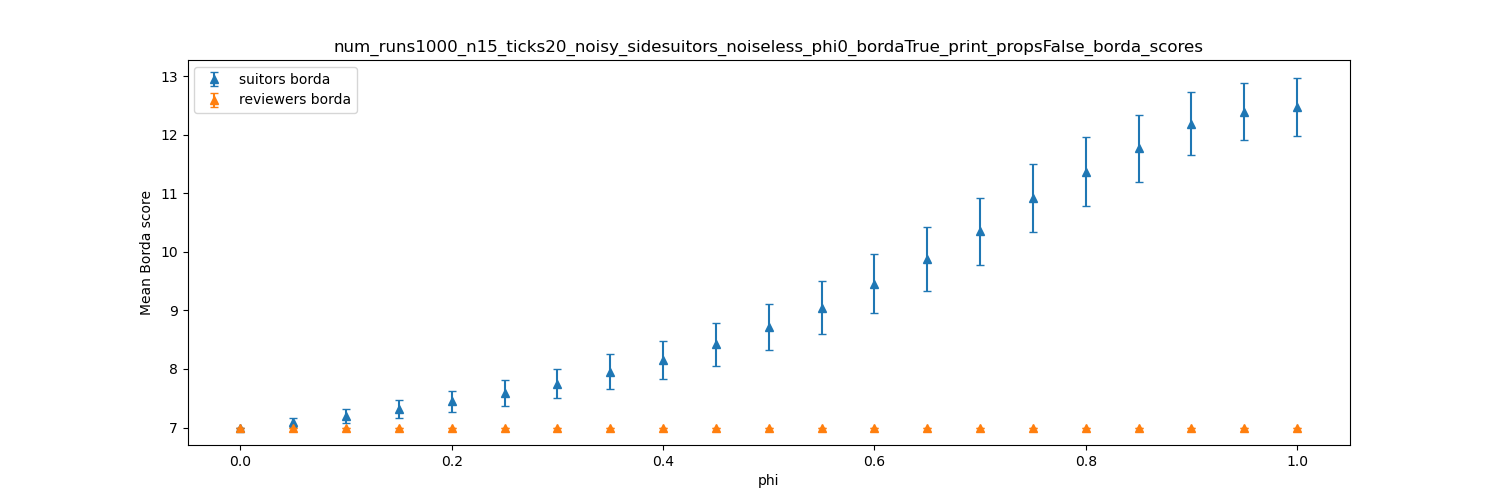 num_runs1000_n15_ticks20_noisy_sidesuitors_noiseless_phi0_bordaTrue_print_propsFalse_borda_scores
suitors borda
reviewers borda
Mean Borda score
13
12
11
10
9
8
7
0.0 0.2 0.4 0.6 0.8 1.0
phi